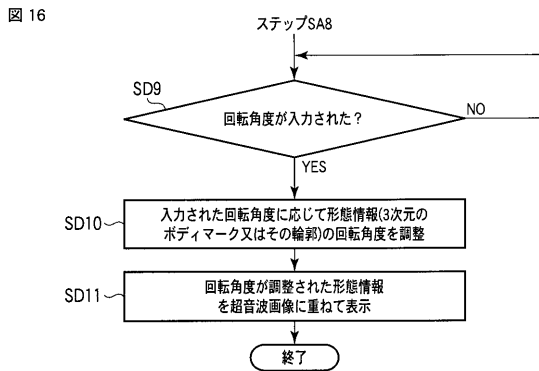 図 16
ステップSA8
SD9
回転角度が入力された？
NO
YES
SD10
入力された回転角度に応じて形態情報(3次元の
ボディマーク又はその輪郭)の回転角度を調整
SD11
回転角度が調整された形態情報
を超音波画像に重ねて表示
終了